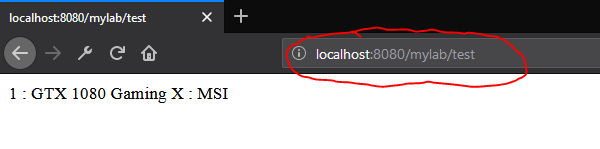 localhost:8080/mylab/test
localhost:8080/mylab/test
1 : GTX 1080 Gaming X : MSI